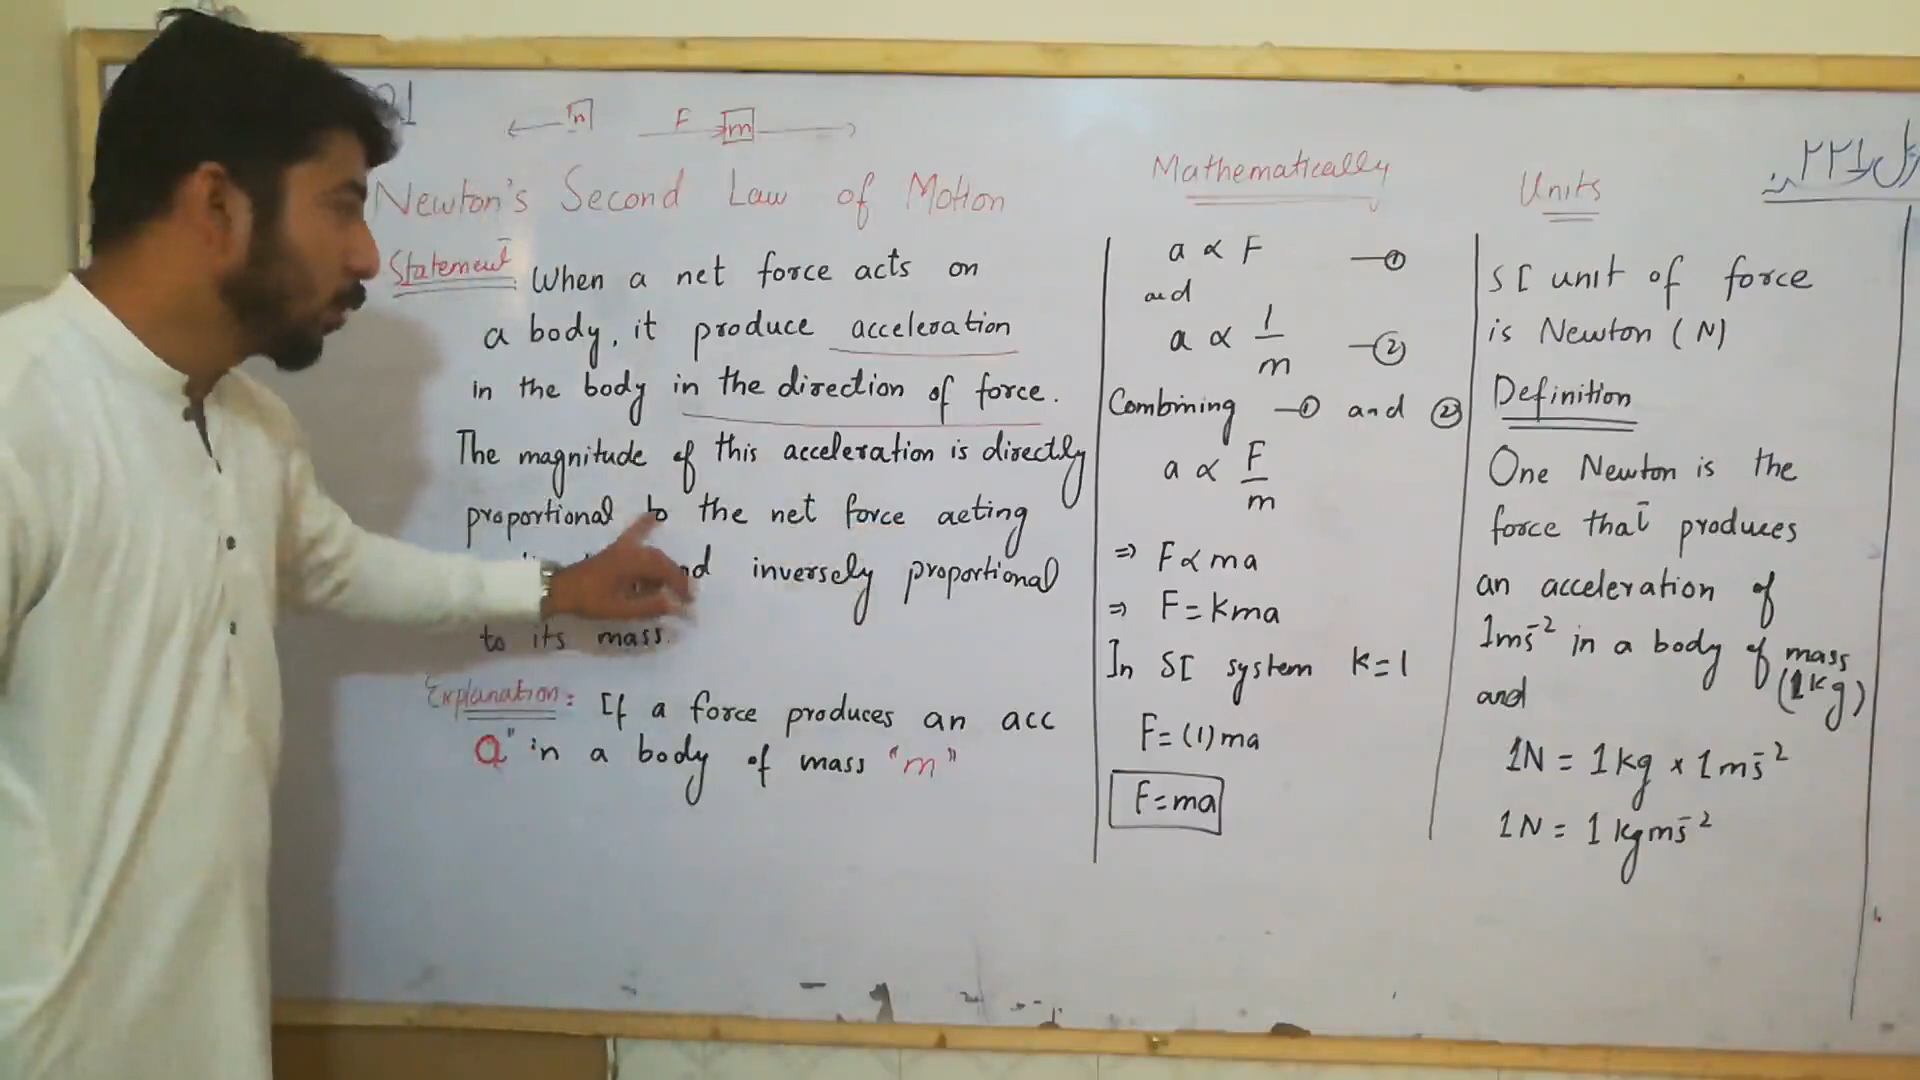 n F m
Newton's Second Law of Motion
Statement When a net force acts on
a body, it produce acceleration
in the body in the direction of force.
The magnitude of this acceleration is directly
proportional to the net force acting
inversely proportional
to its mass.
Explanation: If a force produces an acc
a" in a body of mass "m"
Mathematically
a ∝ F —①
and
a ∝ 1/m —②
Combining —① and ②
a ∝ F/m
⇒ F ∝ ma
⇒ F = kma
In SI system k=1
F = (1)ma
F=ma
Units
SI unit of force
is Newton (N)
Definition
One Newton is the
force that produces
an acceleration of
1ms⁻² in a body of mass
(1kg)
and
1N = 1kg × 1ms⁻²
1N = 1kgms⁻²